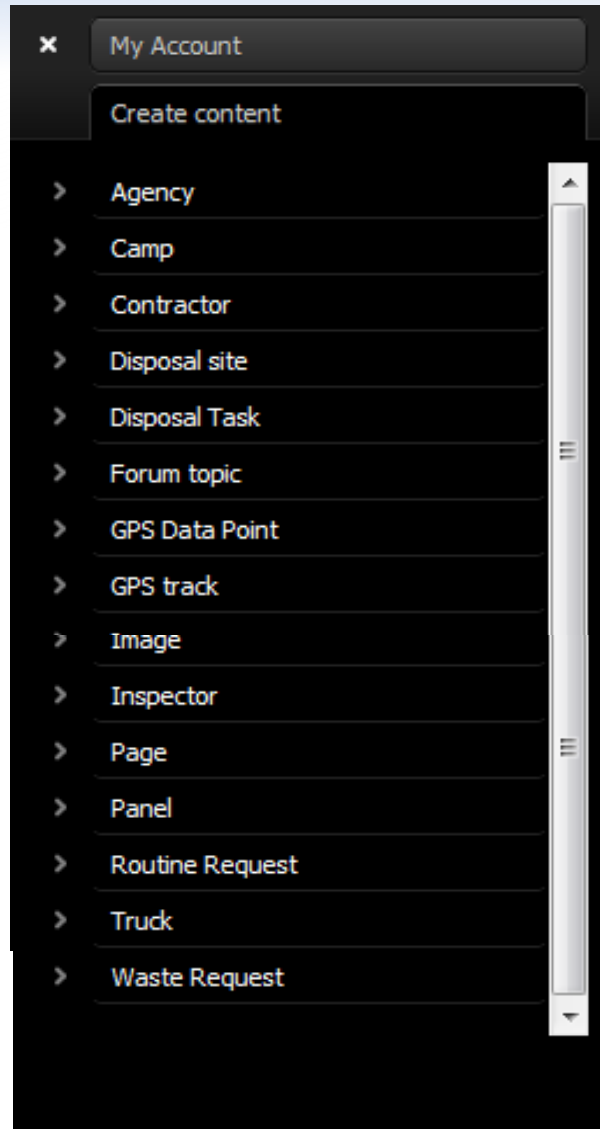 My Account
Create content
Agency
Camp
Contractor
Disposal site
Disposal Task
Forum topic
GPS Data Point
GPS track
Image
Inspector
Page
Panel
Routine Request
Truck
Waste Request